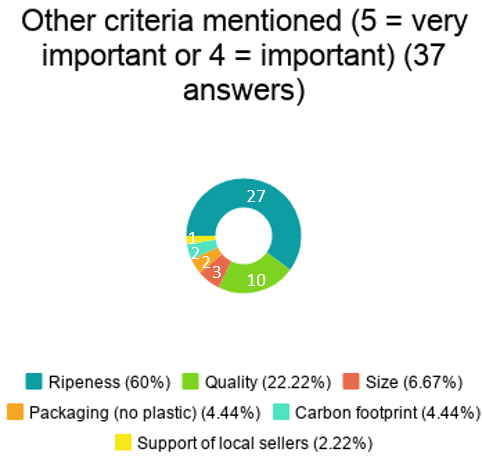 Other criteria mentioned (5 = very
important or 4 = important) (37
answers)
27
1
2
2
3
10
Ripeness (60%) Quality (22.22%) Size (6.67%)
Packaging (no plastic) (4.44%) Carbon footprint (4.44%)
Support of local sellers (2.22%)